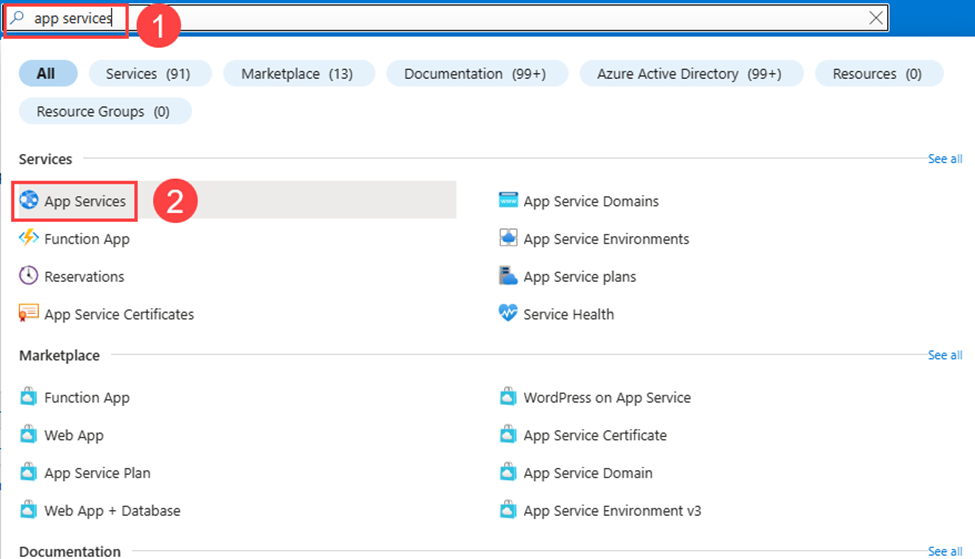 app services 1
All Services (91) Marketplace (13) Documentation (99+) Azure Active Directory (99+) Resources (0)
Resource Groups (0)
Services See all
App Services 2 App Service Domains
Function App App Service Environments
Reservations App Service plans
App Service Certificates Service Health
Marketplace See all
Function App WordPress on App Service
Web App App Service Certificate
App Service Plan App Service Domain
Web App + Database App Service Environment v3
Documentation See all